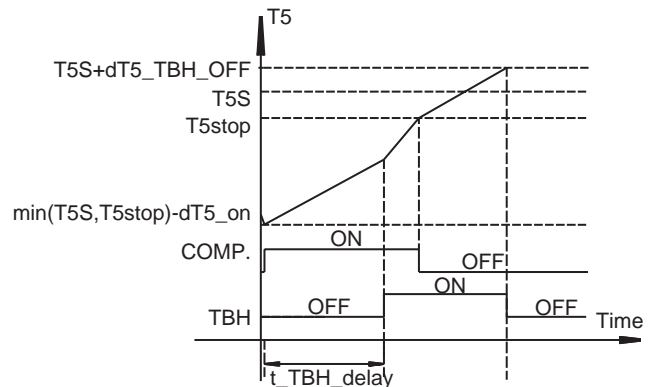 T5
T5S+dT5_TBH_OFF
T5S
T5stop
min(T5S,T5stop)-dT5_on
COMP.
ON
OFF
TBH
OFF
ON
OFF
Time
t_TBH_delay